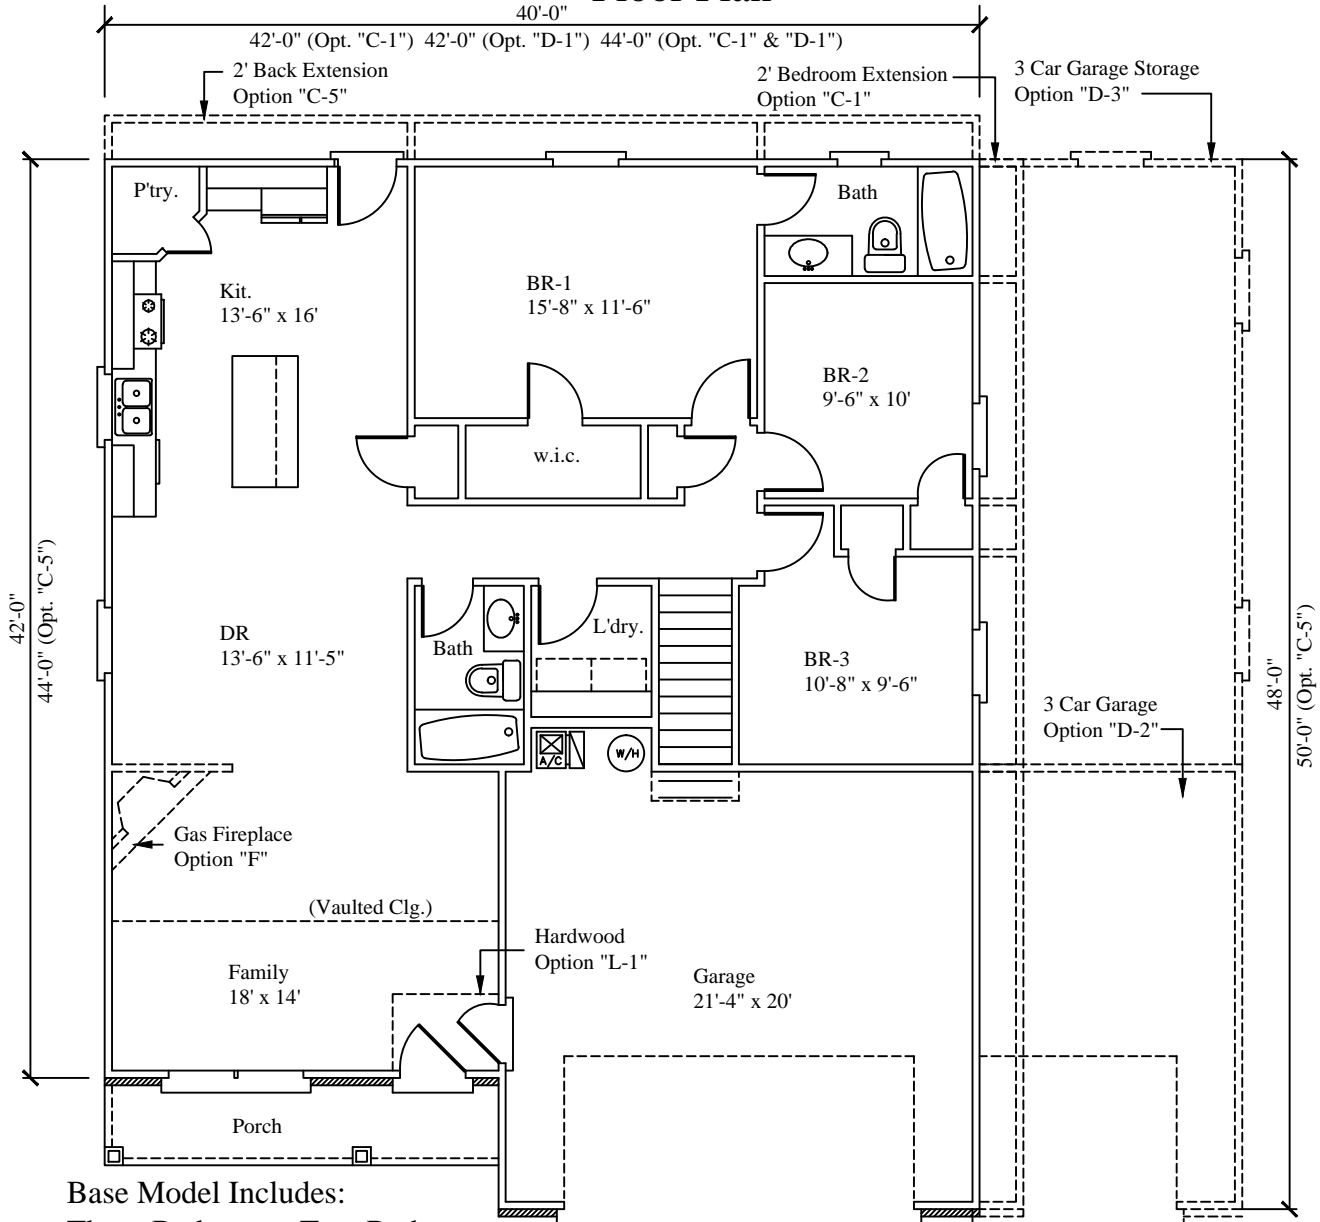 Floor Plan
40'-0"
42'-0" (Opt. "C-1")  42'-0" (Opt. "D-1")  44'-0" (Opt. "C-1" & "D-1")
2' Back Extension
Option "C-5"
2' Bedroom Extension
Option "C-1"
3 Car Garage Storage
Option "D-3"
P'try.
Bath
Kit.
13'-6" x 16'
BR-1
15'-8" x 11'-6"
BR-2
9'-6" x 10'
w.i.c.
42'-0"
44'-0" (Opt. "C-5")
DR
13'-6" x 11'-5"
Bath
L'dry.
BR-3
10'-8" x 9'-6"
48'-0"
50'-0" (Opt. "C-5")
3 Car Garage
Option "D-2"
A/C
W/H
Gas Fireplace
Option "F"
(Vaulted Clg.)
Hardwood
Option "L-1"
Family
18' x 14'
Garage
21'-4" x 20'
Porch
Base Model Includes: